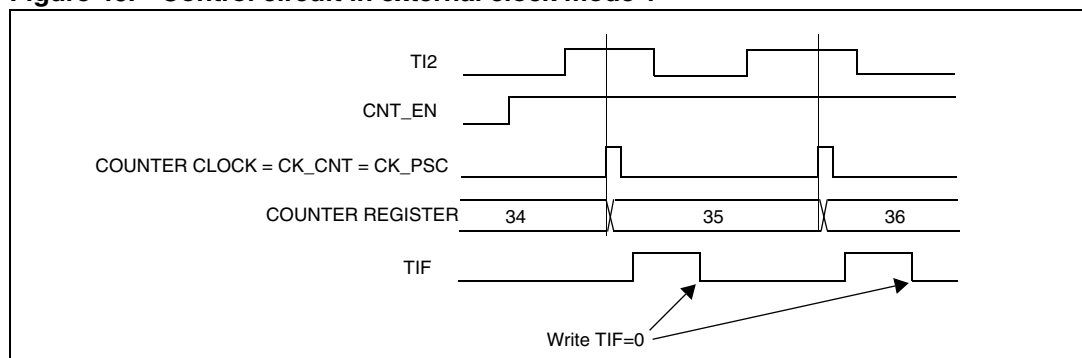 Figure Control circuit in external clock mode 1
TI2
CNT_EN
COUNTER CLOCK = CK_CNT = CK_PSC
COUNTER REGISTER 34 35 36
TIF
Write TIF=0